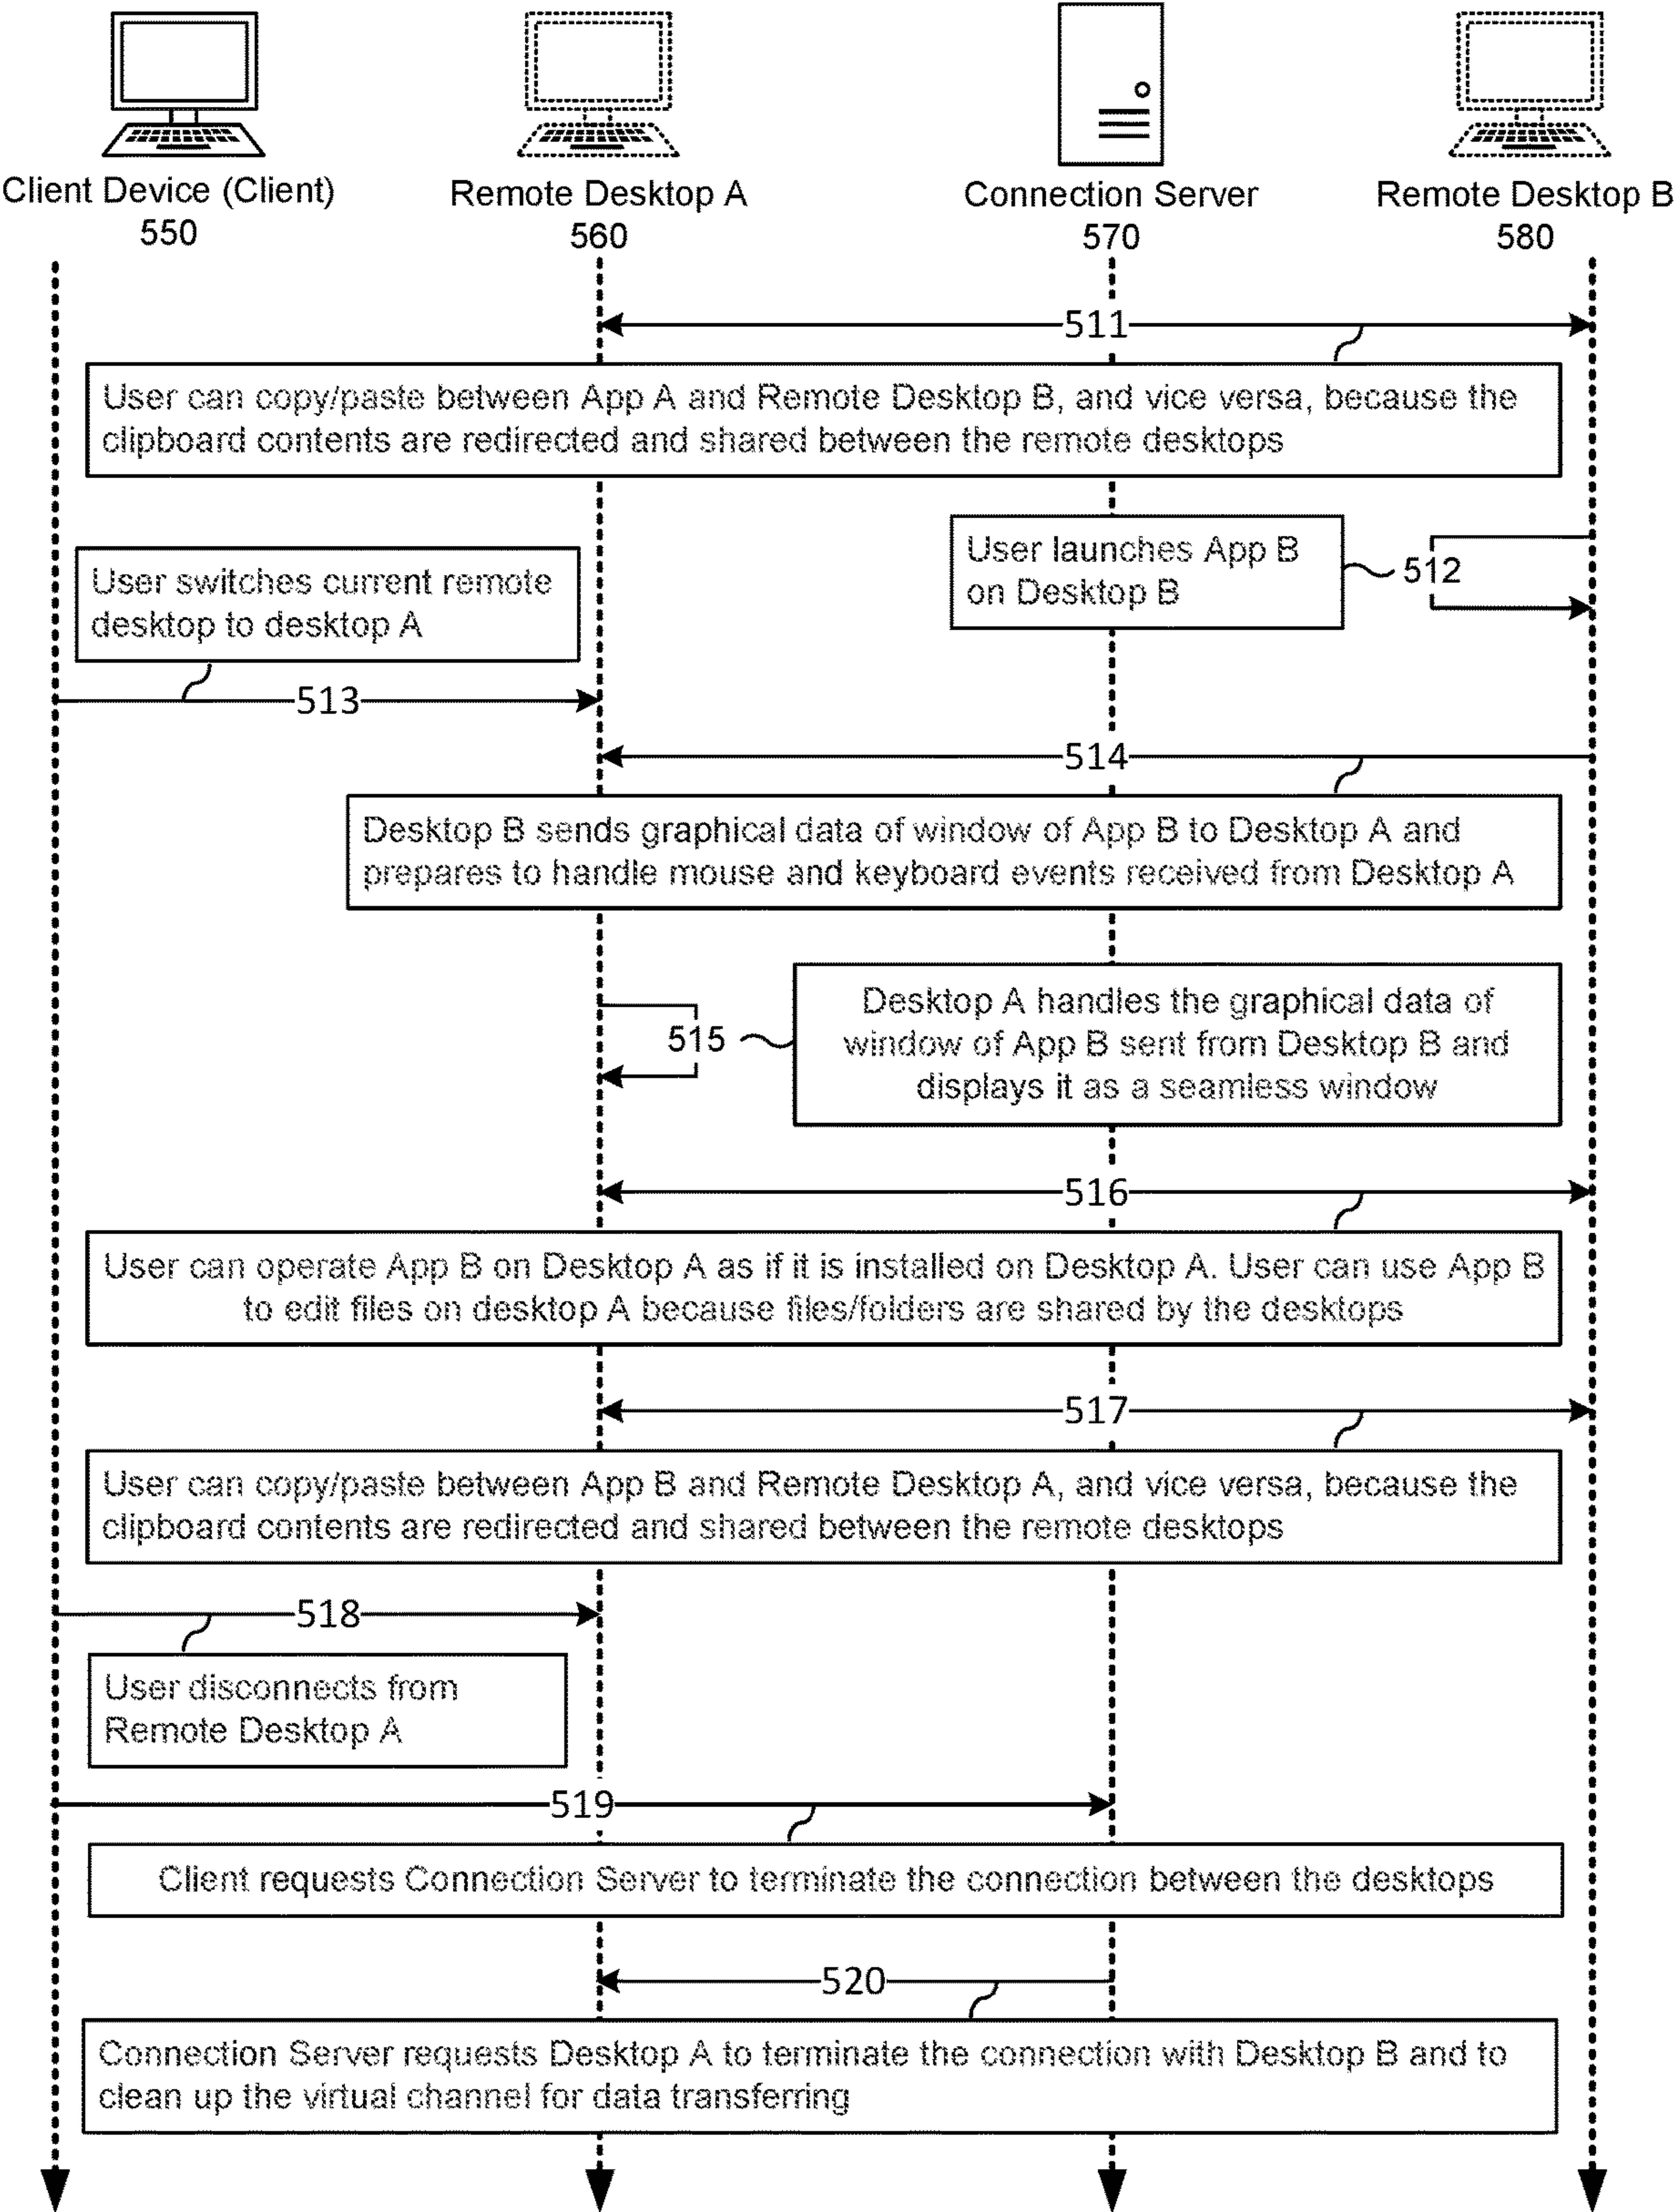 Client Device (Client)
550
Remote Desktop A
560
Connection Server
570
Remote Desktop B
580
511
User can copy/paste between App A and Remote Desktop B, and vice versa, because the
clipboard contents are redirected and shared between the remote desktops
User launches App B
on Desktop B
512
User switches current remote
desktop to desktop A
513
514
Desktop B sends graphical data of window of App B to Desktop A and
prepares to handle mouse and keyboard events received from Desktop A
515
Desktop A handles the graphical data of
window of App B sent from Desktop B and
displays it as a seamless window
516
User can operate App B on Desktop A as if it is installed on Desktop A. User can use App B
to edit files on desktop A because files/folders are shared by the desktops
517
User can copy/paste between App B and Remote Desktop A, and vice versa, because the
clipboard contents are redirected and shared between the remote desktops
518
User disconnects from
Remote Desktop A
519
Client requests Connection Server to terminate the connection between the desktops
520
Connection Server requests Desktop A to terminate the connection with Desktop B and to
clean up the virtual channel for data transferring